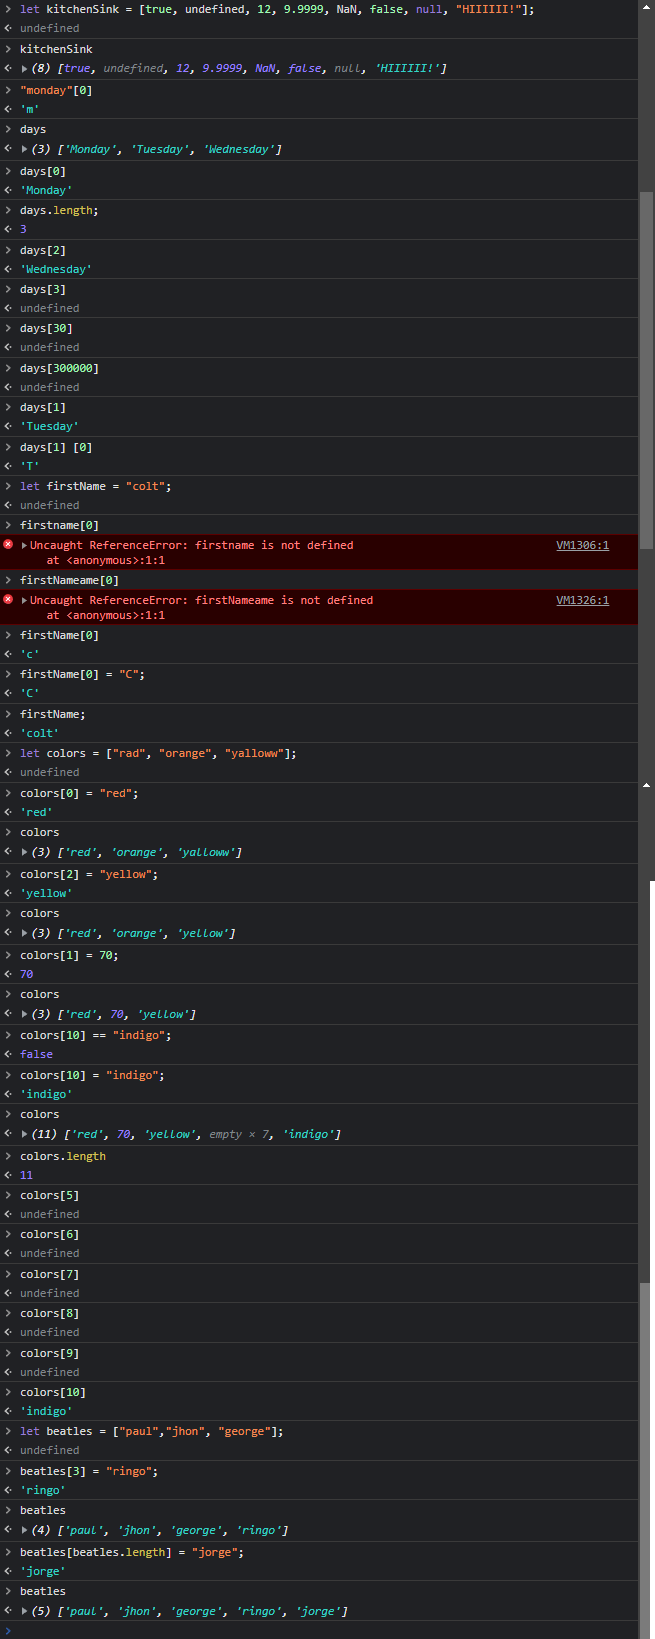 let kitchenSink = [true, undefined, 12, 9.9999, NaN, false, null, "HIIIIII!"];
undefined
kitchenSink
(8) [true, undefined, 12, 9.9999, NaN, false, null, 'HIIIIII!']
"monday"[0]
'm'
days
(3) ['Monday', 'Tuesday', 'Wednesday']
days[0]
'Monday'
days.length;
3
days[2]
'Wednesday'
days[3]
undefined
days[30]
undefined
days[300000]
undefined
days[1]
'Tuesday'
days[1] [0]
'T'
let firstName = "colt";
undefined
firstname[0]
Uncaught ReferenceError: firstname is not defined VM1306:1
at <anonymous>:1:1
firstNameame[0]
Uncaught ReferenceError: firstNameame is not defined VM1326:1
at <anonymous>:1:1
firstName[0]
'c'
firstName[0] = "C";
'C'
firstName;
'colt'
let colors = ["rad", "orange", "yalloww"];
undefined
colors[0] = "red";
'red'
colors
(3) ['red', 'orange', 'yalloww']
colors[2] = "yellow";
'yellow'
colors
(3) ['red', 'orange', 'yellow']
colors[1] = 70;
70
colors
(3) ['red', 70, 'yellow']
colors[10] == "indigo";
false
colors[10] = "indigo";
'indigo'
colors
(11) ['red', 70, 'yellow', empty × 7, 'indigo']
colors.length
11
colors[5]
undefined
colors[6]
undefined
colors[7]
undefined
colors[8]
undefined
colors[9]
undefined
colors[10]
'indigo'
let beatles = ["paul","jhon", "george"];
undefined
beatles[3] = "ringo";
'ringo'
beatles
(4) ['paul', 'jhon', 'george', 'ringo']
beatles[beatles.length] = "jorge";
'jorge'
beatles
(5) ['paul', 'jhon', 'george', 'ringo', 'jorge']